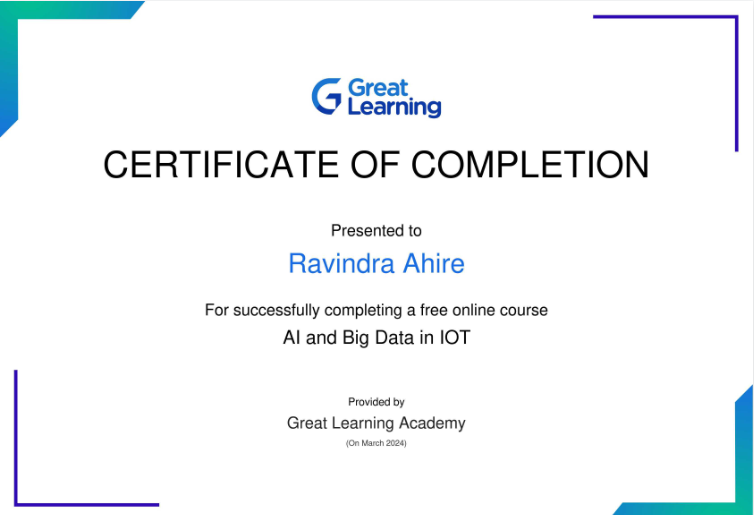 Great
Learning
CERTIFICATE OF COMPLETION
Presented to
Ravindra Ahire
For successfully completing a free online course
AI and Big Data in IOT
Provided by
Great Learning Academy
(On March 2024)